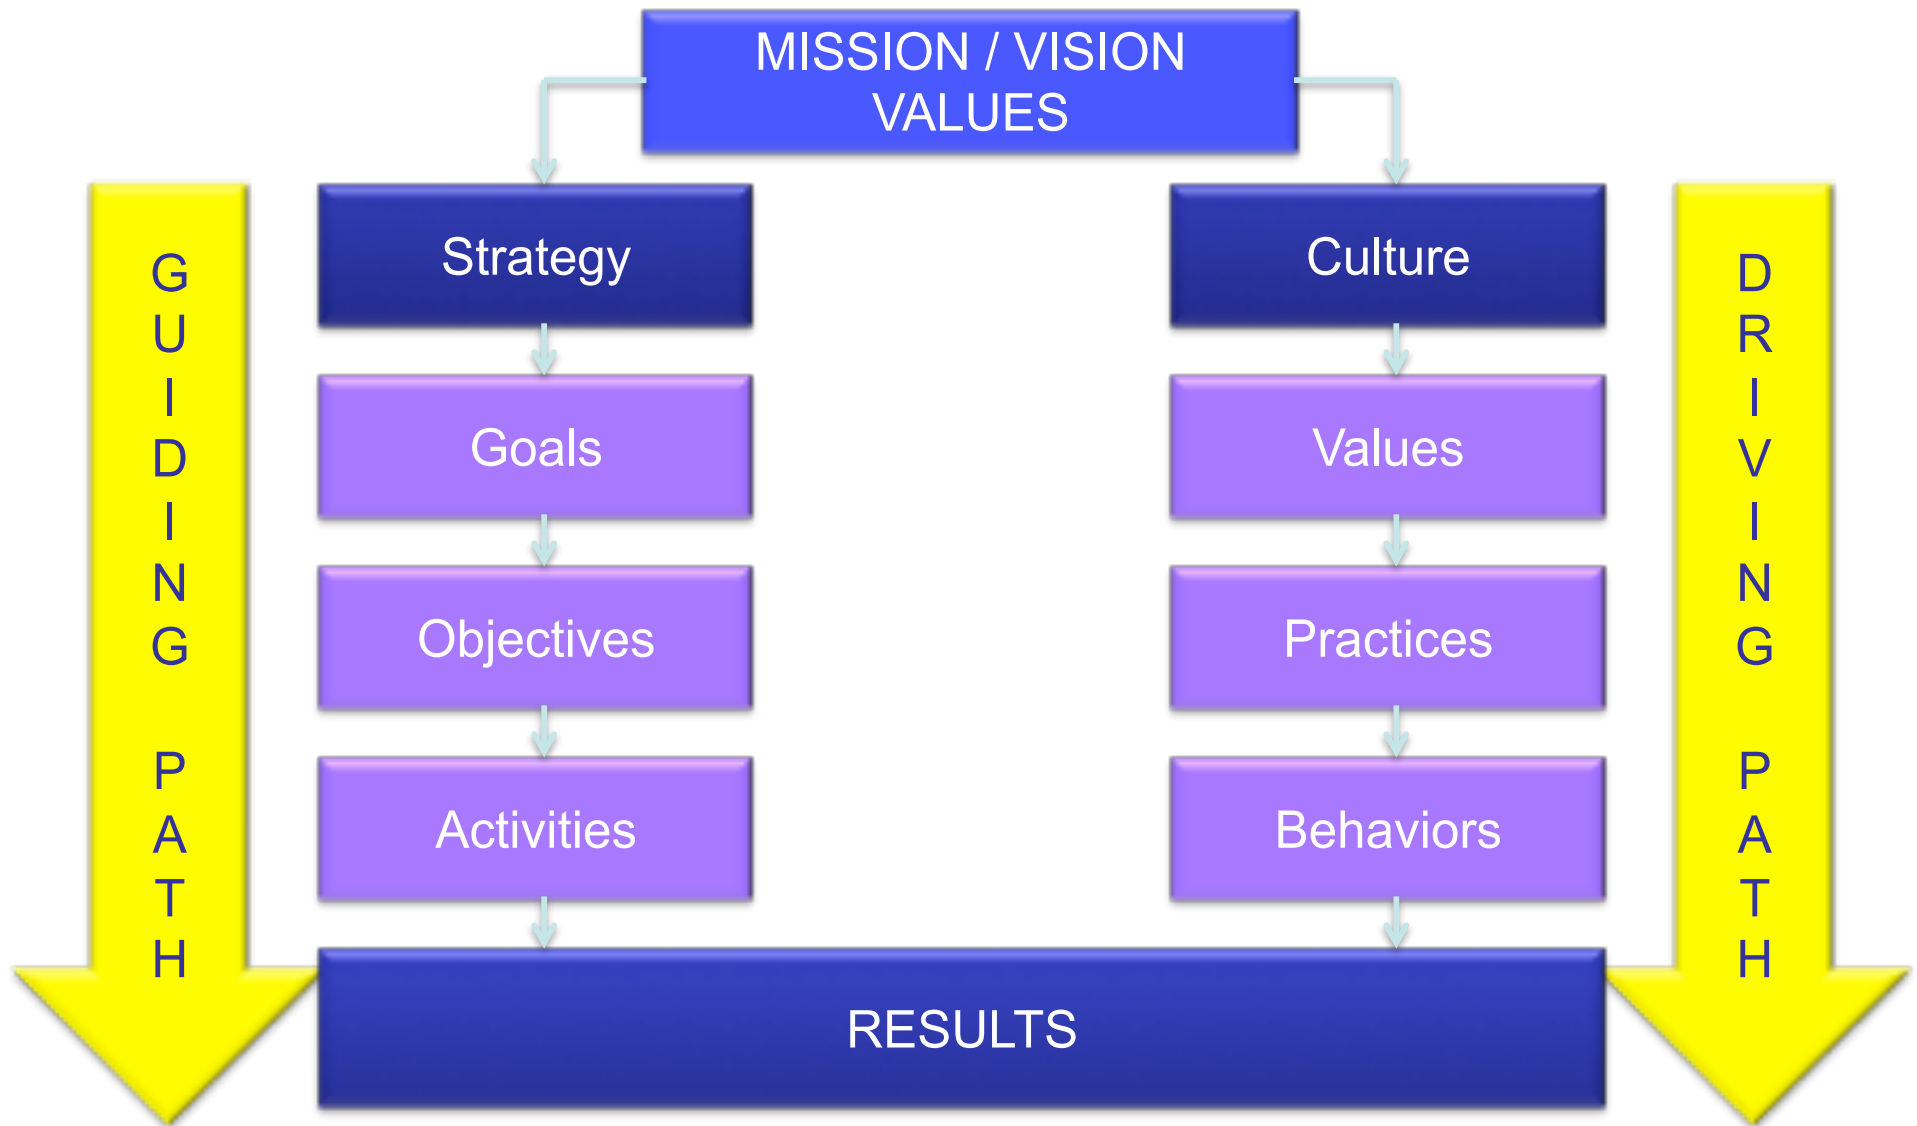 MISSION / VISION
VALUES
GUIDING PATH
Strategy
Goals
Objectives
Activities
Culture
Values
Practices
Behaviors
DRIVING PATH
RESULTS